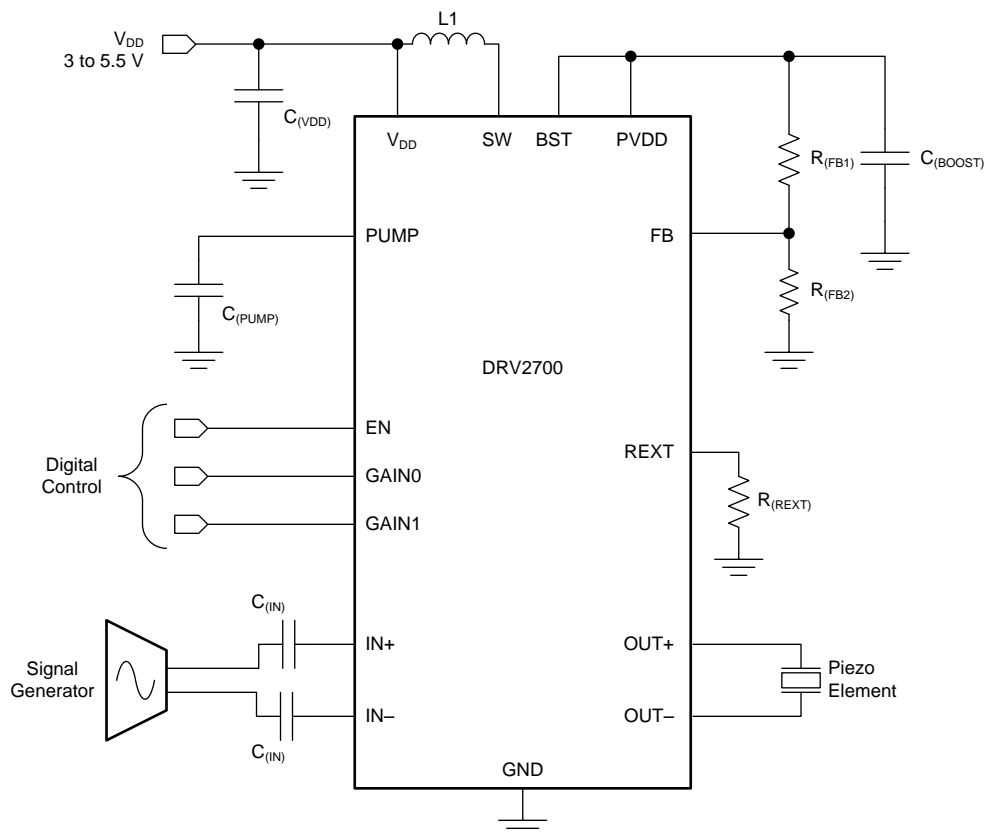 L1
V_DD
3 to 5.5 V
C_(VDD)
V_DD
SW
BST
PVDD
R_(FB1)
C_(BOOST)
PUMP
FB
R_(FB2)
C_(PUMP)
DRV2700
EN
REXT
Digital
Control
GAIN0
R_(REXT)
GAIN1
C_(IN)
IN+
OUT+
Signal
Generator
Piezo
Element
IN–
OUT–
C_(IN)
GND